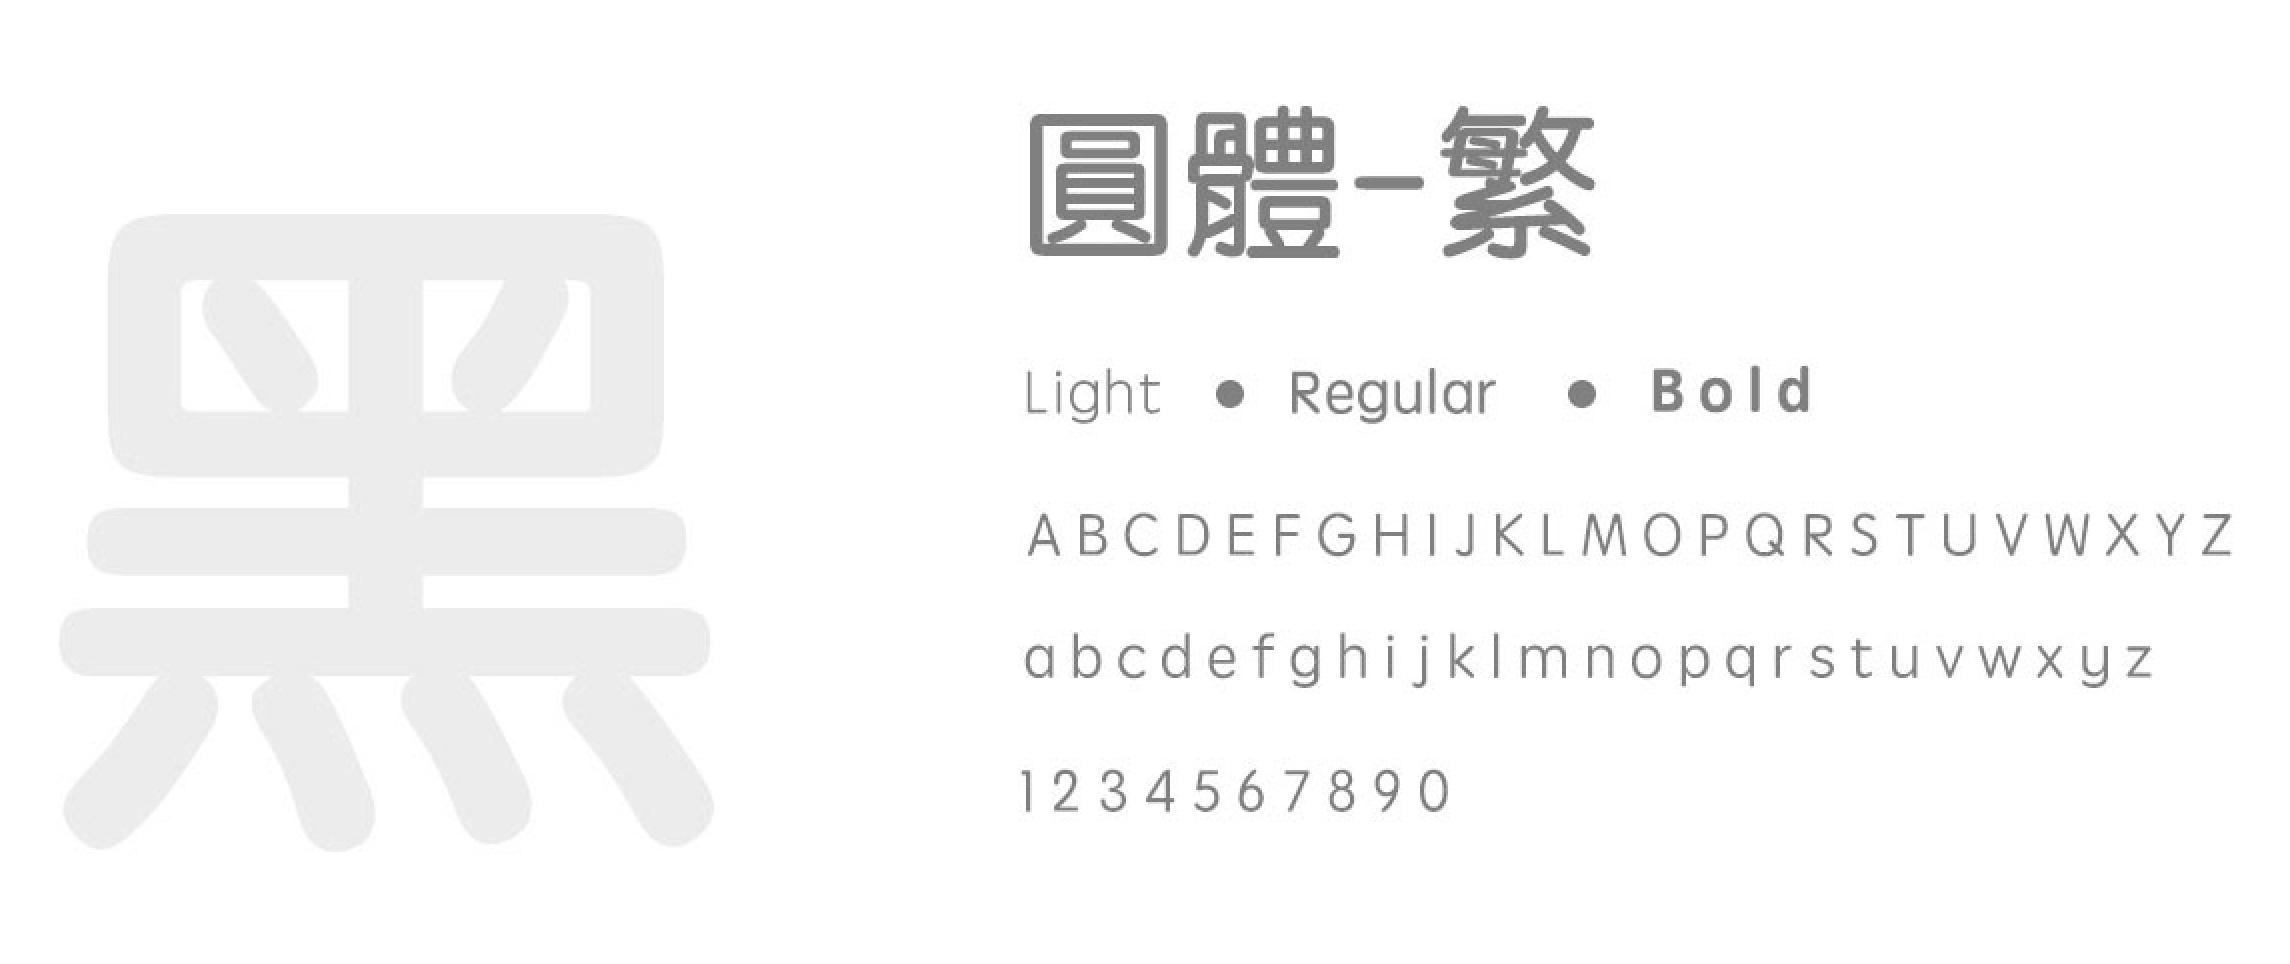 黑
圓體-繁
Light ● Regular ● Bold
ABCDEFGHIJKLMOPQRSTUVWXYZ
abcdefghijklmnopqrstuvwxyz
1234567890